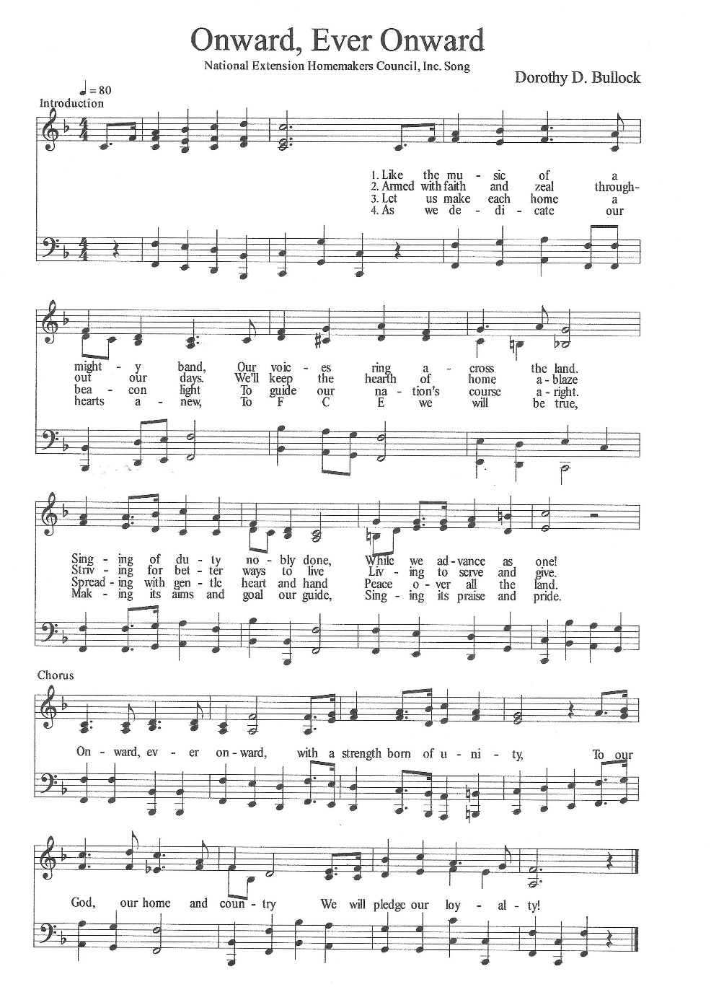 Onward, Ever Onward
National Extension Homemakers Council, Inc. Song
Dorothy D. Bullock
♩ = 80
Introduction
1. Like the mu - sic of a
2. Armed with faith and zeal through-
3. Let us make each home a
4. As we de - di - cate our
might - y band, Our voic - es ring a - cross the land.
out our days. We'll keep the hearth of home a - blaze
bea - con light To guide our na - tion's course a - right.
hearts a - new, To F C E we will be true,
Sing - ing of du - ty no - bly done, While we ad - vance as one!
Striv - ing for bet - ter ways to live Liv - ing to serve and give.
Spread - ing with gen - tle heart and hand Peace o - ver all the land.
Mak - ing its aims and goal our guide, Sing - ing its praise and pride.
Chorus
On - ward, ev - er on - ward, with a strength born of u - ni - ty, To our
God, our home and coun - try We will pledge our loy - al - ty!